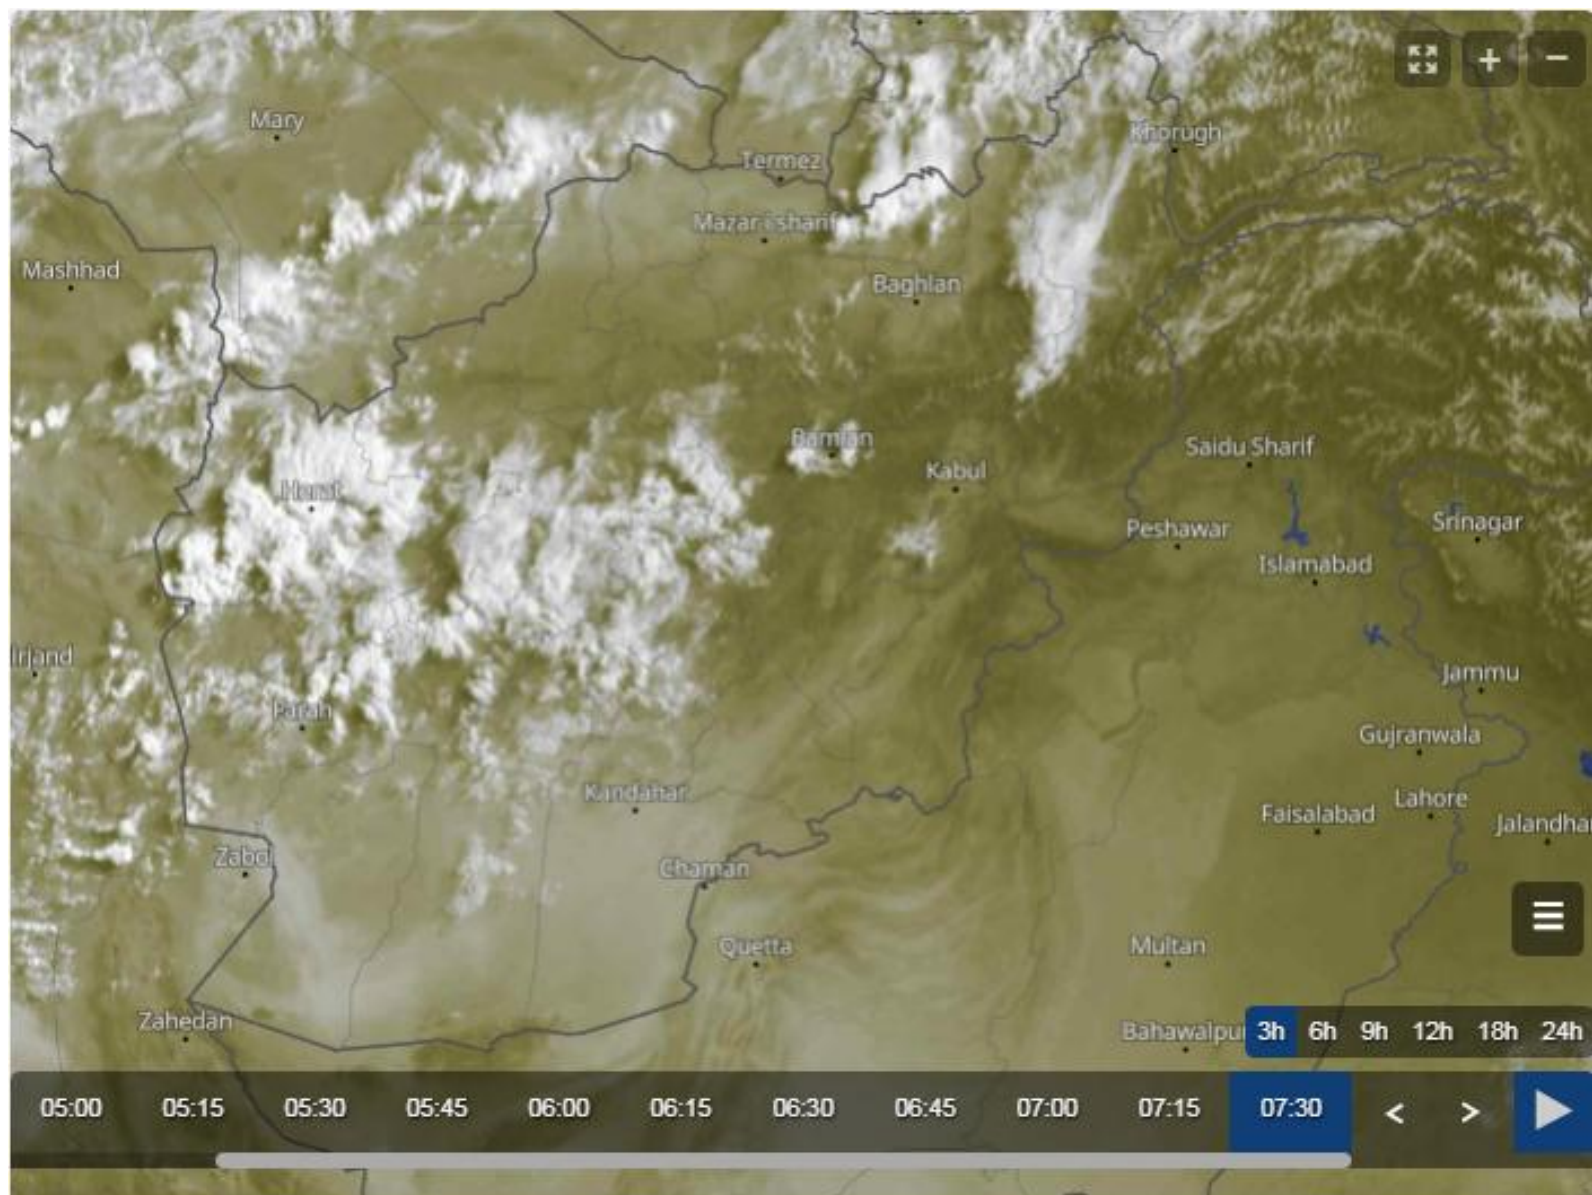 + −
Mary
Khorugh
Termez
Mazar i sharif
Mashhad
Baghlan
Bamian
Saidu Sharif
Kabul
Herat
Peshawar
Srinagar
Islamabad
Irjand
Jammu
Farah
Gujranwala
Kandahar
Lahore
Faisalabad
Jalandhar
Zabol
Chaman
Quetta
Multan
Zahedan
Bahawalpur
3h 6h 9h 12h 18h 24h
05:00 05:15 05:30 05:45 06:00 06:15 06:30 06:45 07:00 07:15 07:30 < >